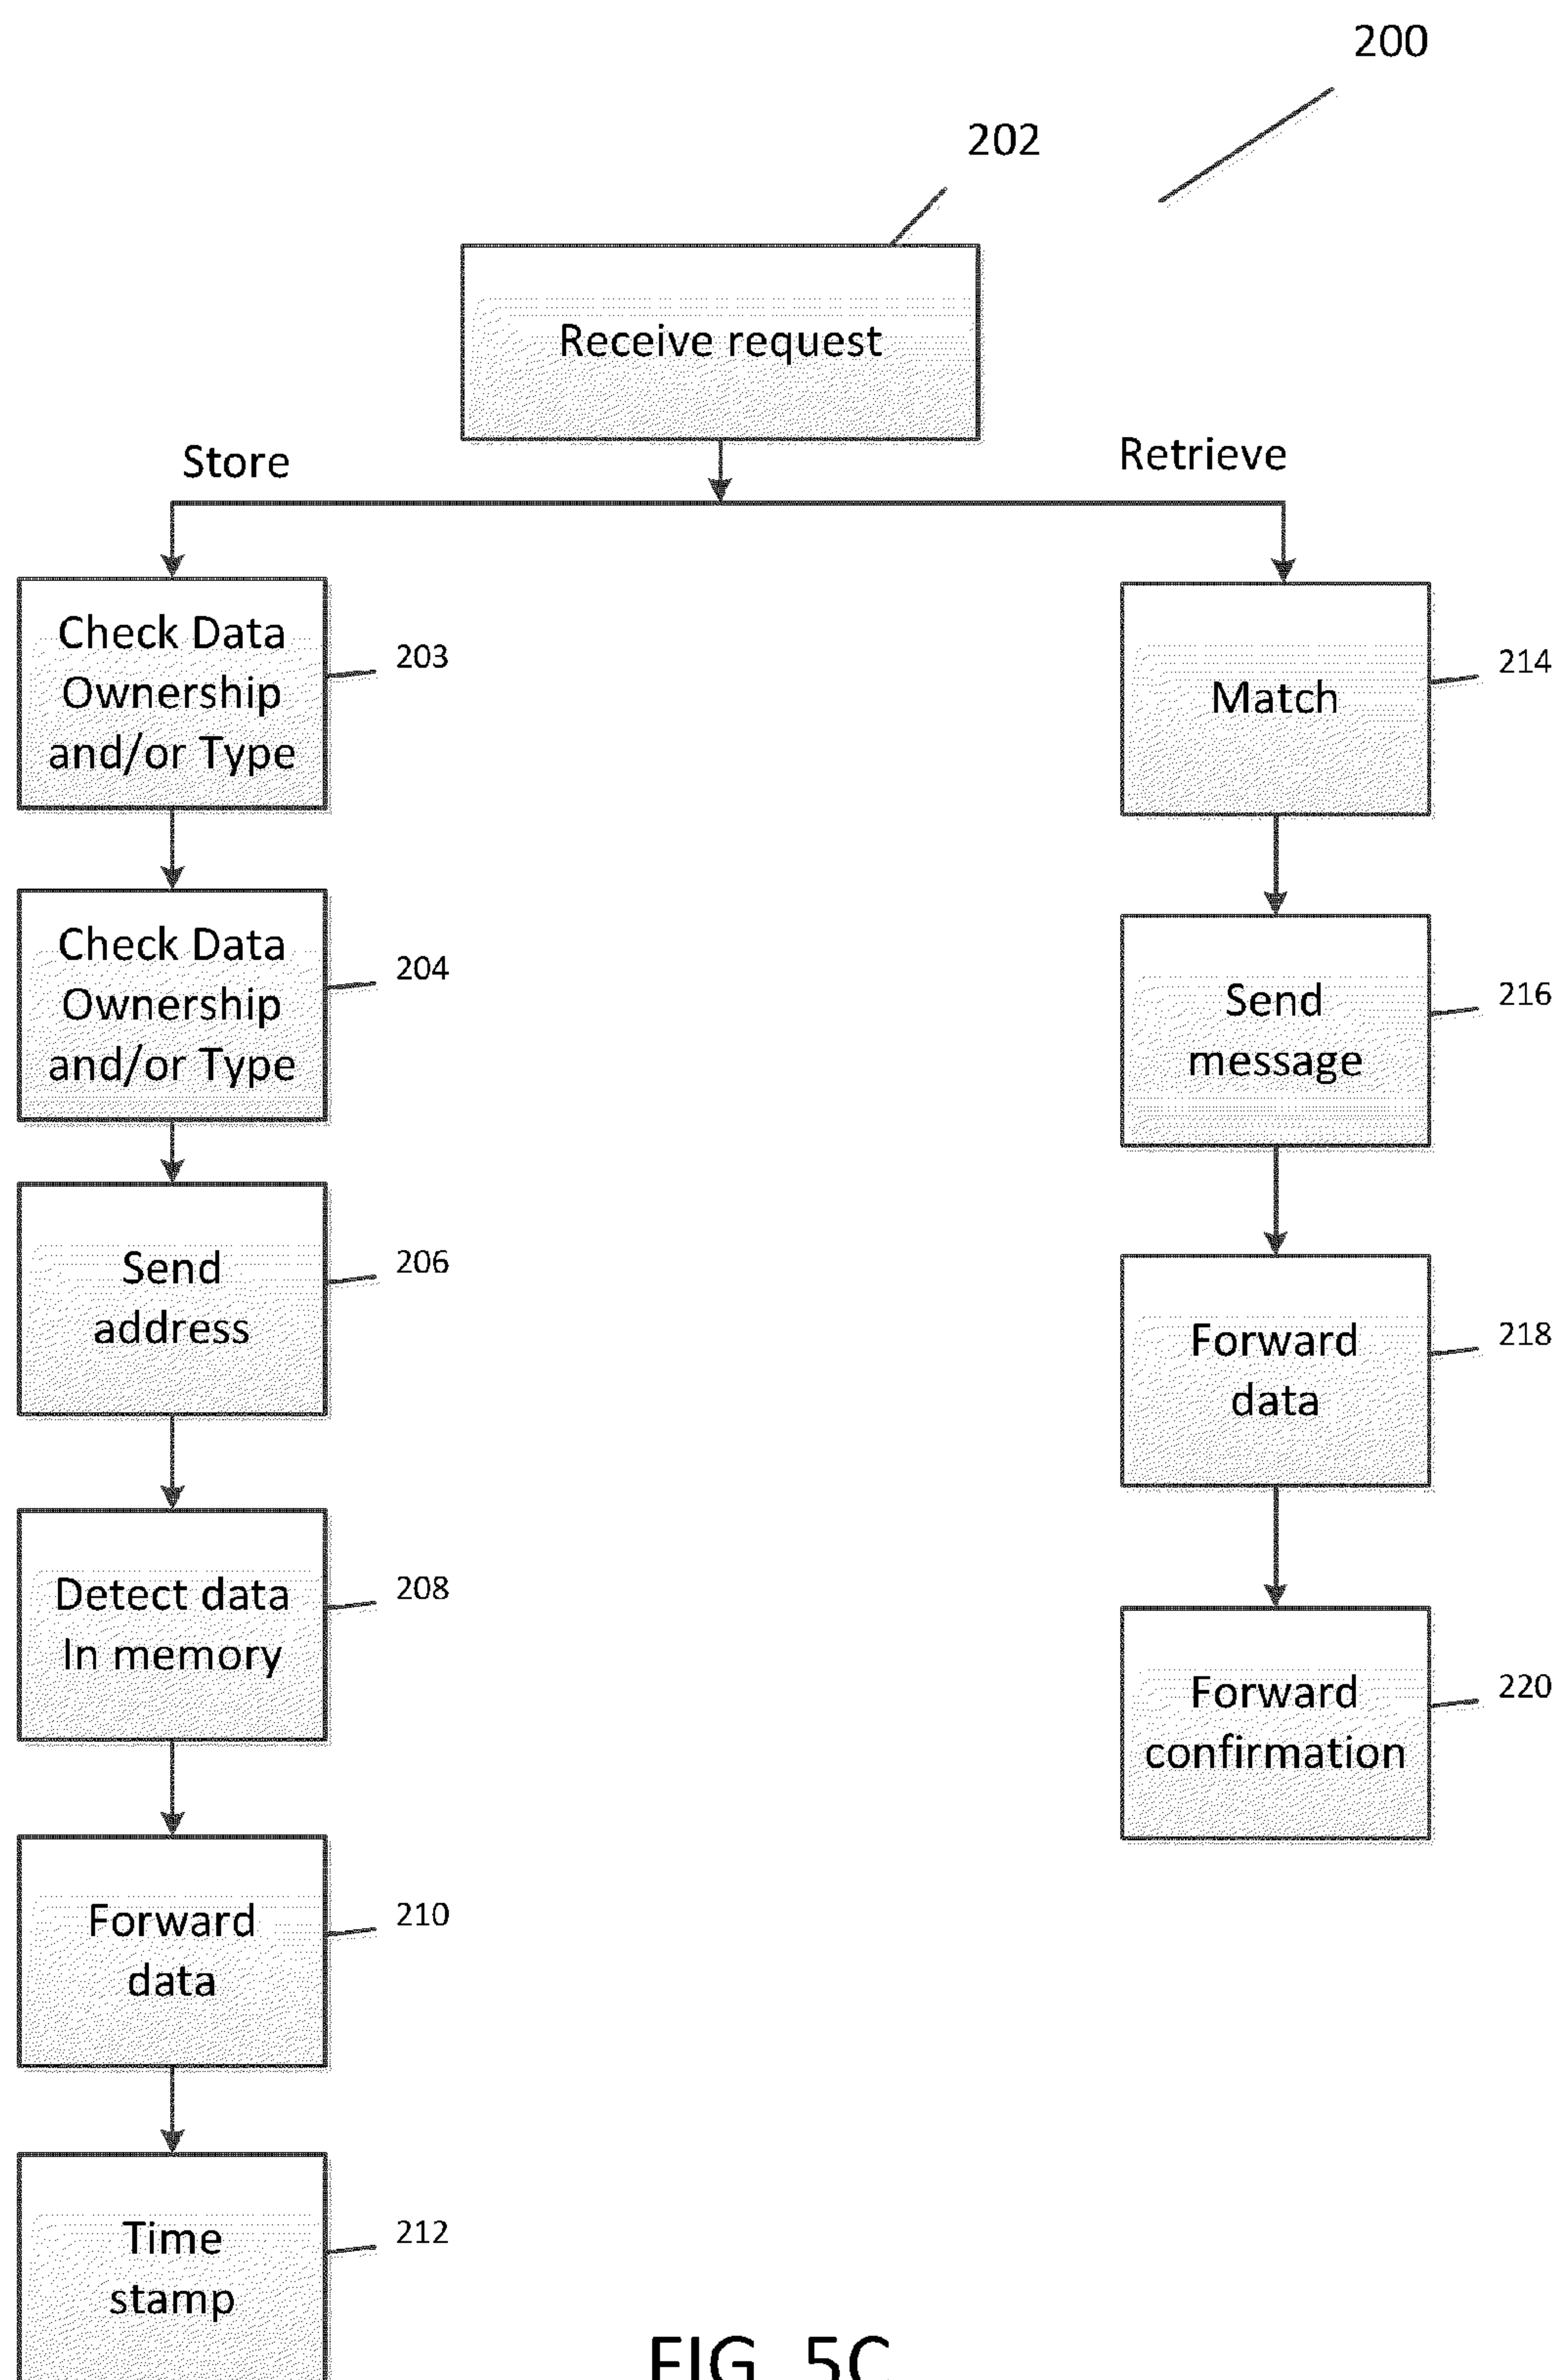 200
202
Receive request
Store
Retrieve
Check Data
Ownership
and/or Type
203
Check Data
Ownership
and/or Type
204
Send
address
206
Detect data
In memory
208
Forward
data
210
Time
stamp
212
Match
214
Send
message
216
Forward
data
218
Forward
confirmation
220
FIG. 5C